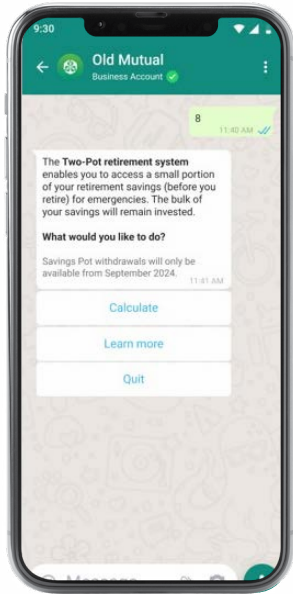 9:30
Old Mutual
Business Account
8
11:40 AM
The Two-Pot retirement system
enables you to access a small portion
of your retirement savings (before you
retire) for emergencies. The bulk of
your savings will remain invested.
What would you like to do?
Savings Pot withdrawals will only be
available from September 2024.
11:41 AM
Calculate
Learn more
Quit
Message